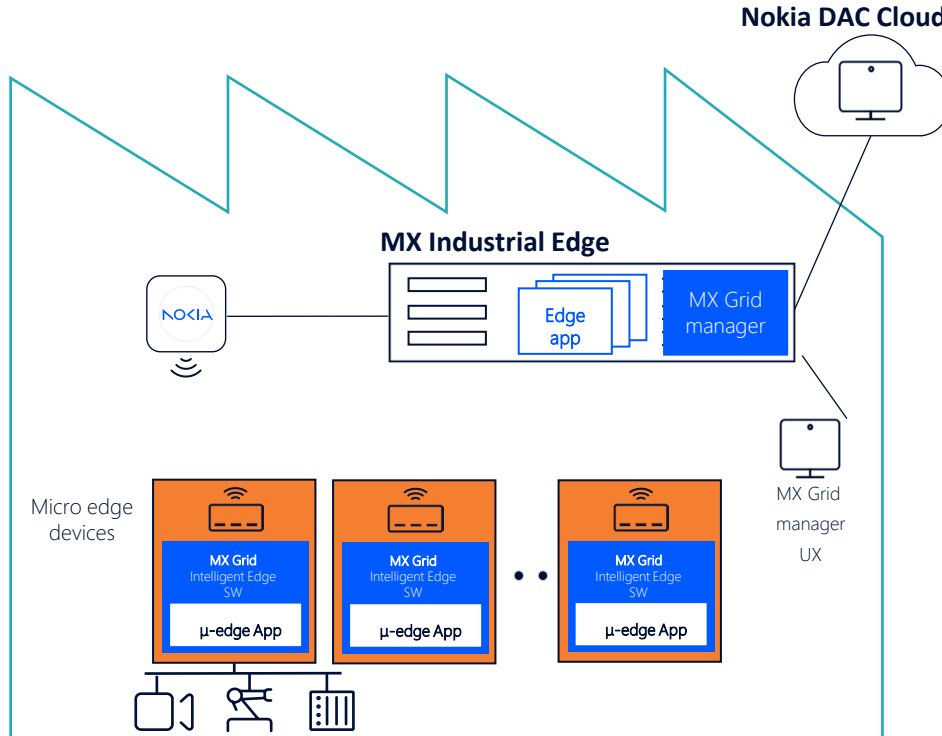 Nokia DAC Cloud
MX Industrial Edge
NOKIA
Edge
app
MX Grid
manager
MX Grid
manager
UX
Micro edge
devices
MX Grid
Intelligent Edge
SW
μ-edge App
MX Grid
Intelligent Edge
SW
μ-edge App
MX Grid
Intelligent Edge
SW
μ-edge App